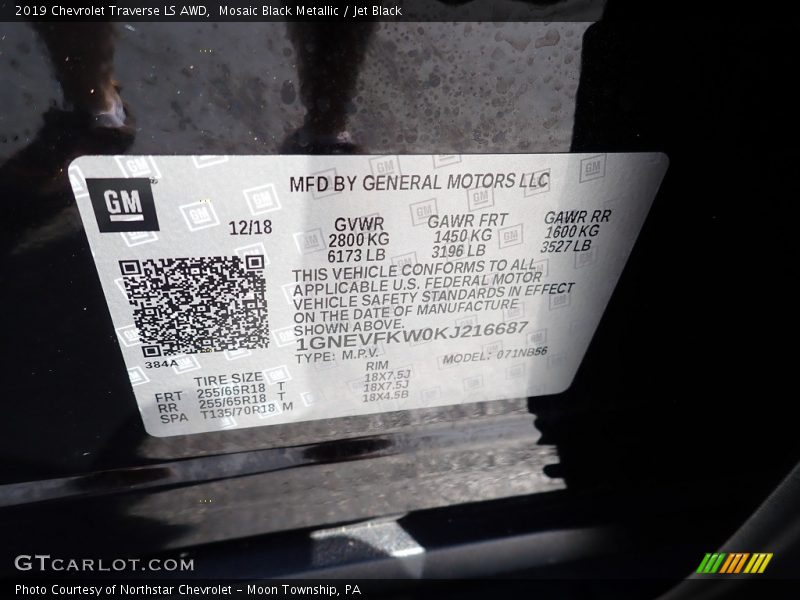 2019 Chevrolet Traverse LS AWD,  Mosaic Black Metallic / Jet Black
MFD BY GENERAL MOTORS LLC
GM
12/18
GVWR
2800 KG
6173 LB
GAWR FRT
1450 KG
3196 LB
GAWR RR
1600 KG
3527 LB
THIS VEHICLE CONFORMS TO ALL
APPLICABLE U.S. FEDERAL MOTOR
VEHICLE SAFETY STANDARDS IN EFFECT
ON THE DATE OF MANUFACTURE
SHOWN ABOVE.
1GNEVFKW0KJ216687
TYPE: M.P.V.
MODEL: 071NB56
384A
TIRE SIZE
RIM
FRT 255/65R18 T 18X7.5J
RR 255/65R18 T 18X7.5J
SPA T135/70R18 M 18X4.5B
GTCARLOT.COM
Photo Courtesy of Northstar Chevrolet - Moon Township, PA